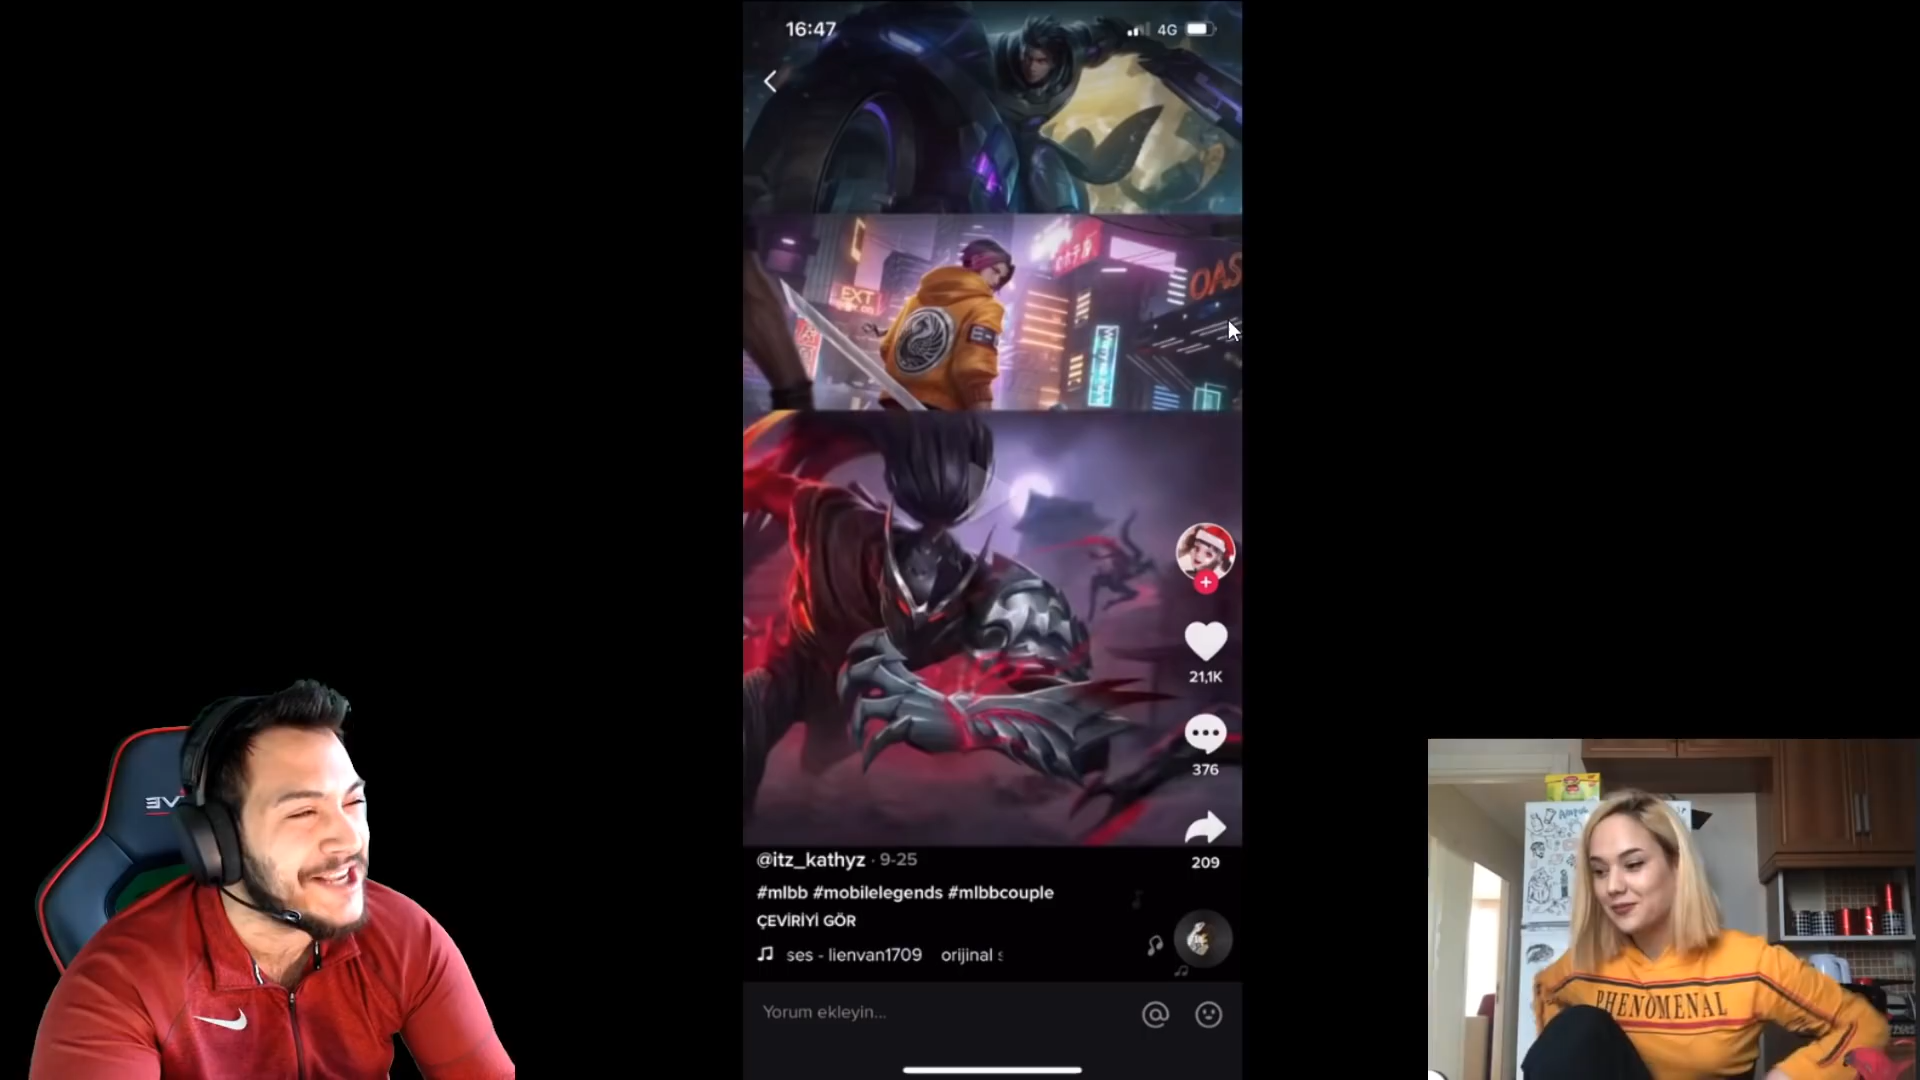 16:47
4G
EXT
OAS
21,1K
376
209
@itz_kathyz · 9-25
#mlbb #mobilelegends #mlbbcouple
ÇEVİRİYİ GÖR
ses - lienvan1709 orijinal s
Yorum ekleyin...
PHENOMENAL